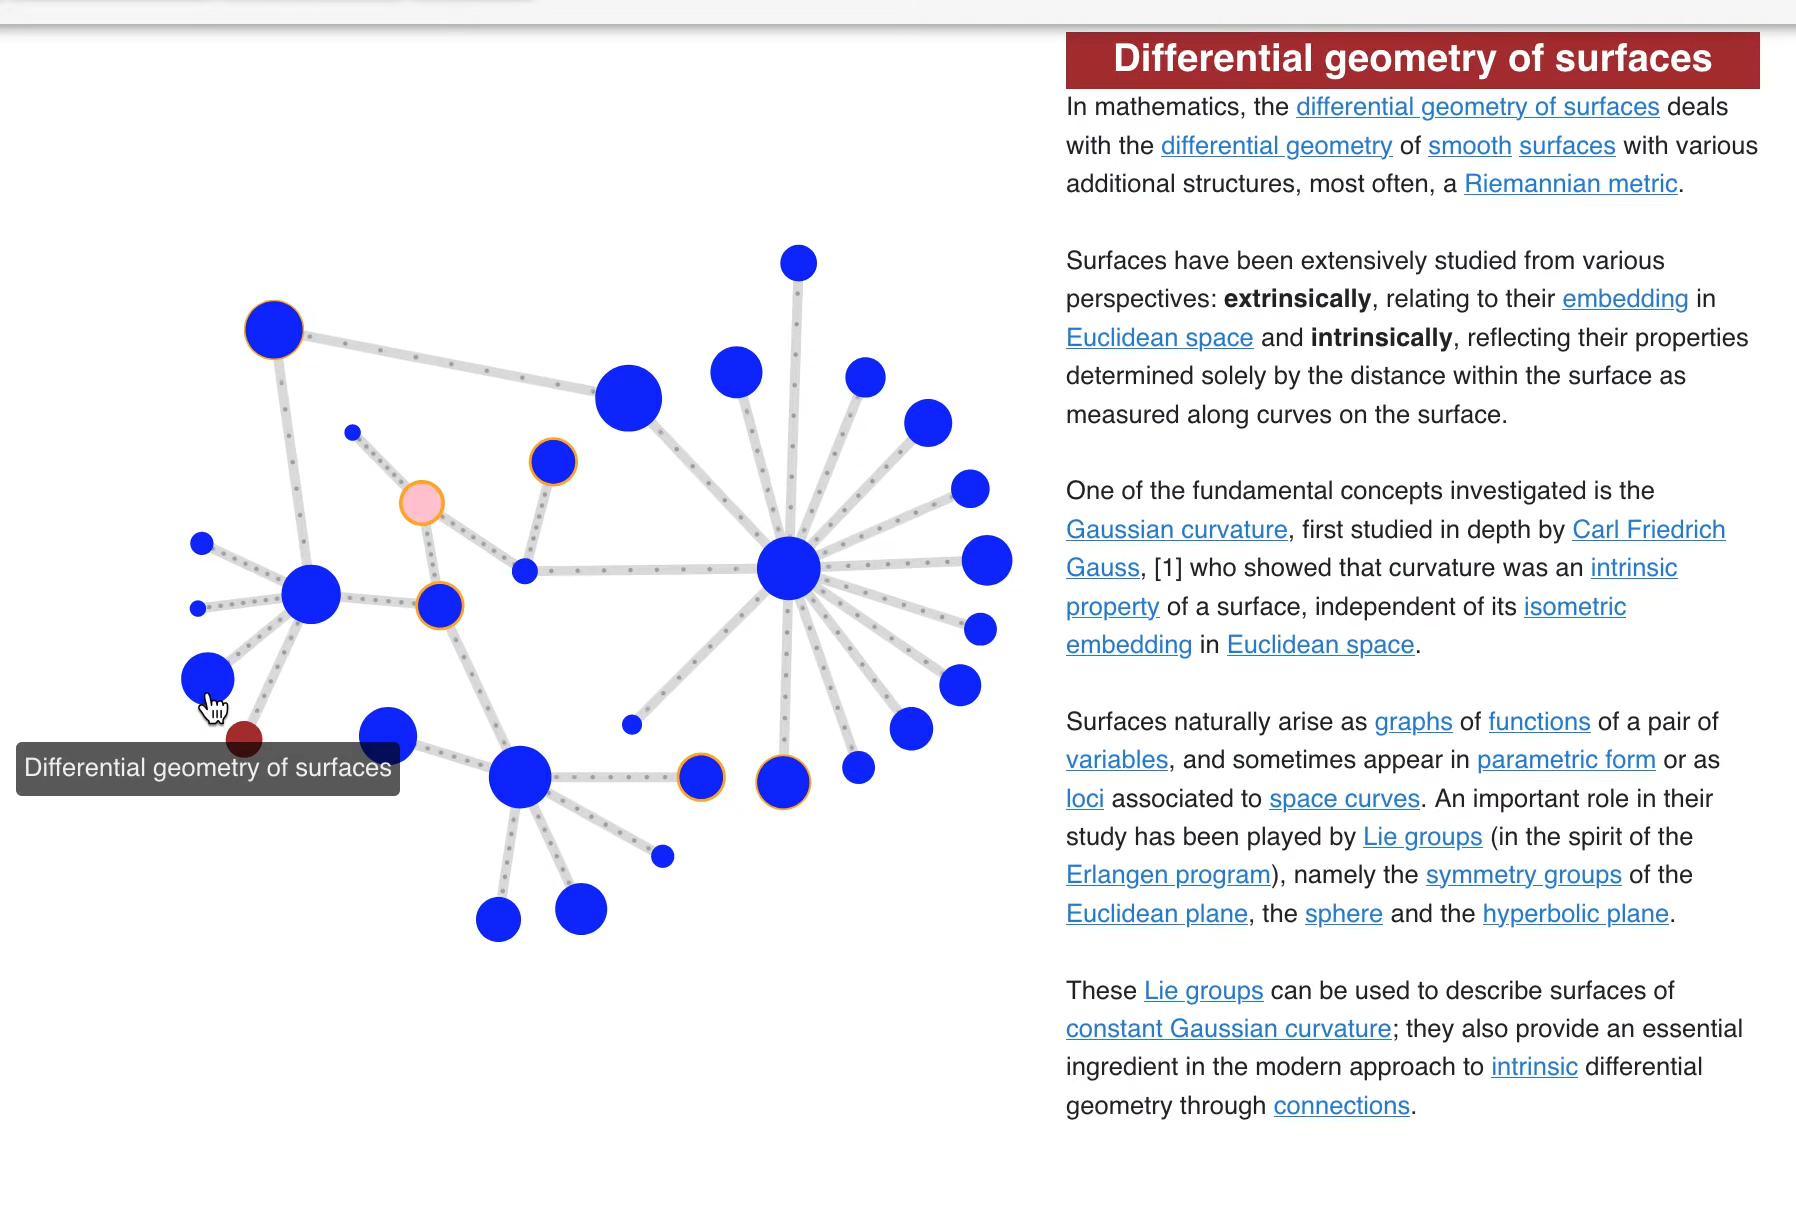 Differential geometry of surfaces
In mathematics, the differential geometry of surfaces deals
with the differential geometry of smooth surfaces with various
additional structures, most often, a Riemannian metric.
Surfaces have been extensively studied from various
perspectives: extrinsically, relating to their embedding in
Euclidean space and intrinsically, reflecting their properties
determined solely by the distance within the surface as
measured along curves on the surface.
One of the fundamental concepts investigated is the
Gaussian curvature, first studied in depth by Carl Friedrich
Gauss, [1] who showed that curvature was an intrinsic
property of a surface, independent of its isometric
embedding in Euclidean space.
Surfaces naturally arise as graphs of functions of a pair of
variables, and sometimes appear in parametric form or as
loci associated to space curves. An important role in their
study has been played by Lie groups (in the spirit of the
Erlangen program), namely the symmetry groups of the
Euclidean plane, the sphere and the hyperbolic plane.
These Lie groups can be used to describe surfaces of
constant Gaussian curvature; they also provide an essential
ingredient in the modern approach to intrinsic differential
geometry through connections.
Differential geometry of surfaces